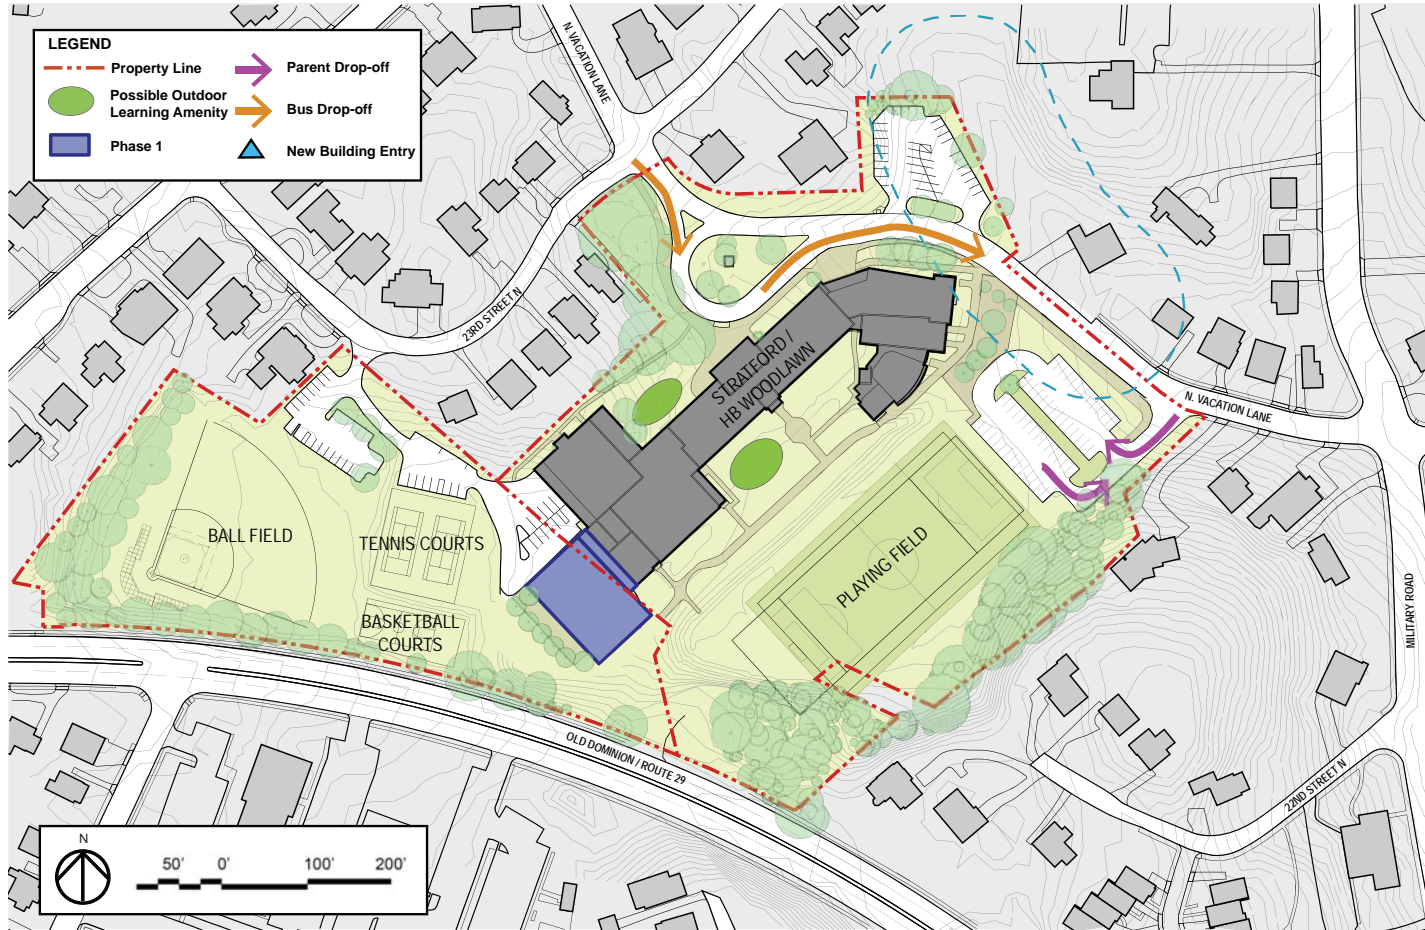 LEGEND
Property Line
Possible Outdoor
Learning Amenity
Phase 1
Parent Drop-off
Bus Drop-off
New Building Entry
N. VACATION LANE
23RD STREET N
STRATFORD /
HB WOODLAWN
N. VACATION LANE
BALL FIELD
TENNIS COURTS
BASKETBALL
COURTS
PLAYING FIELD
MILITARY ROAD
OLD DOMINION / ROUTE 29
22ND STREET N
N
50' 0' 100' 200'